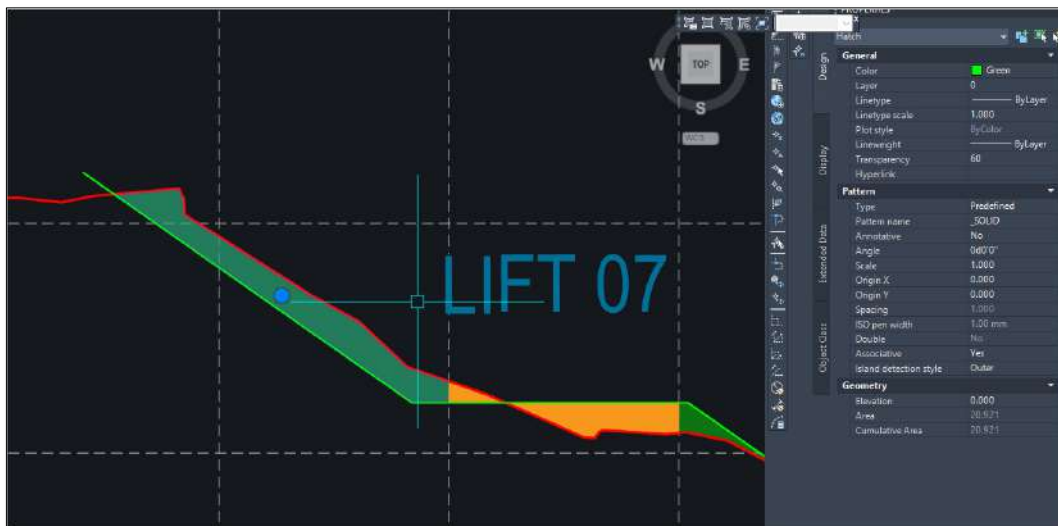 PROPERTIES
Hatch
W
TOP
E
S
WCS
LIFT 07
Design
Display
Extended Data
Object Class
General
Color Green
Layer 0
Linetype ByLayer
Linetype scale 1.000
Plot style ByColor
Lineweight ByLayer
Transparency 60
Hyperlink
Pattern
Type Predefined
Pattern name _SOLID
Annotative No
Angle 0d0'0"
Scale 1.000
Origin X 0.000
Origin Y 0.000
Spacing 1.000
ISO pen width 1.00 mm
Double No
Associative Yes
Island detection style Outer
Geometry
Elevation 0.000
Area 20.921
Cumulative Area 20.921